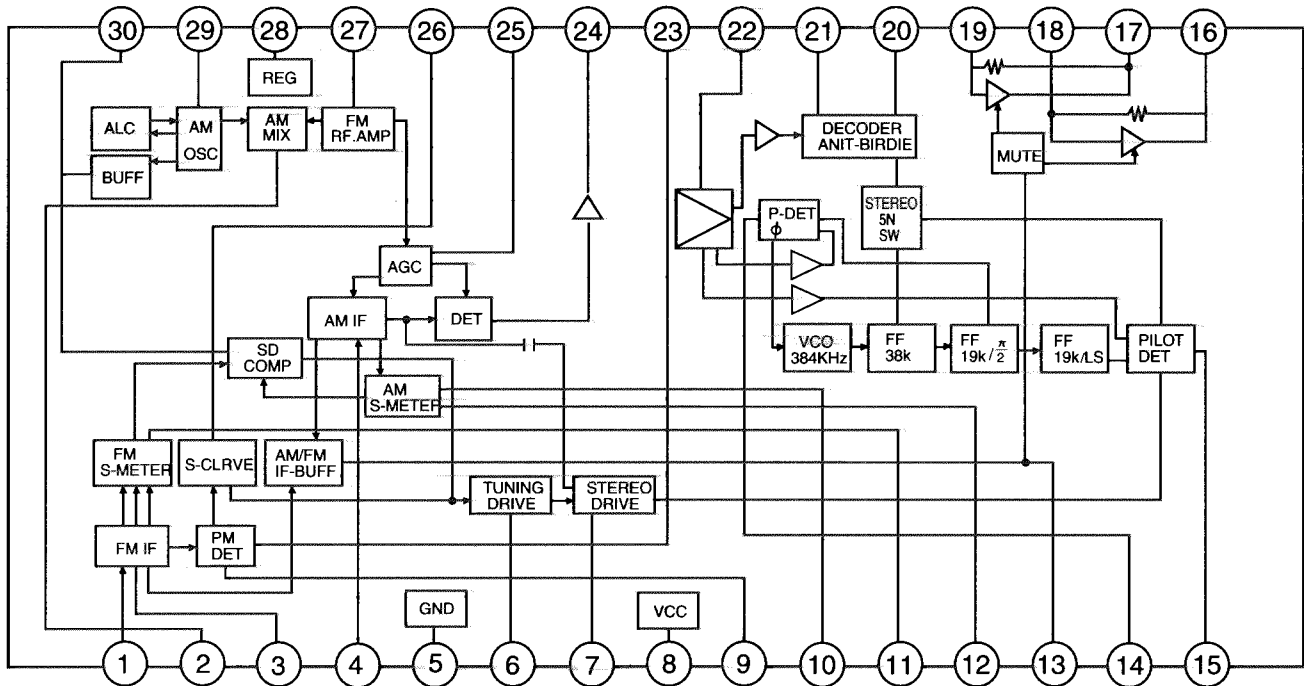 30 29 28 27 26 25 24 23 22 21 20 19 18 17 16
REG
ALC
AM
OSC
AM
MIX
FM
RF.AMP
BUFF
DECODER
ANIT-BIRDIE
MUTE
STEREO
5N
SW
P-DET
ϕ
AGC
AM IF
DET
SD
COMP
AM
S-METER
VCO
384KHz
FF
38k
FF
19k/π/2
FF
19k/LS
PILOT
DET
FM
S-METER
S-CLRVE
AM/FM
IF-BUFF
TUNING
DRIVE
STEREO
DRIVE
FM IF
PM
DET
GND
VCC
1 2 3 4 5 6 7 8 9 10 11 12 13 14 15